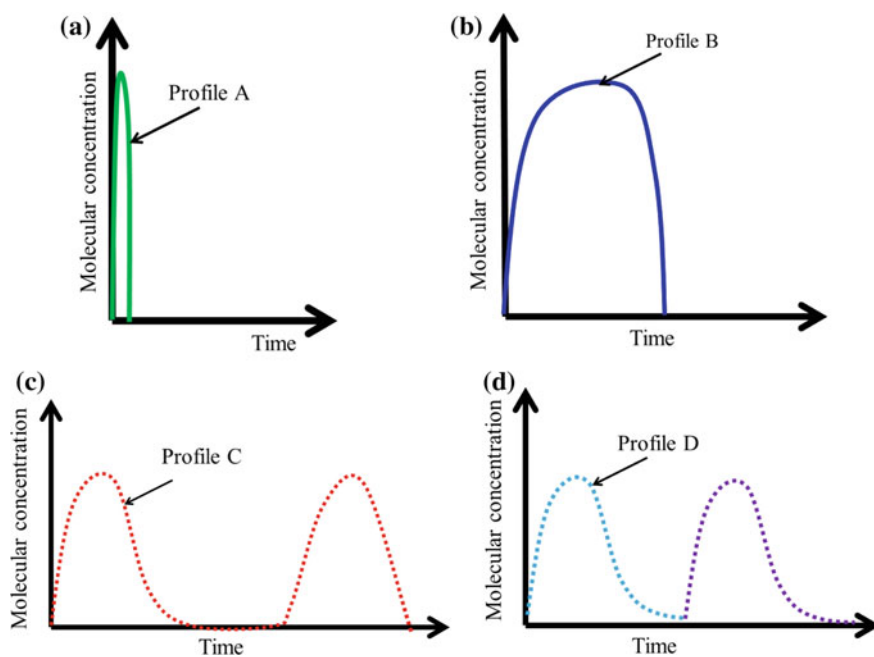 (a)
Molecular concentration
Profile A
Time
(b)
Molecular concentration
Profile B
Time
(c)
Molecular concentration
Profile C
Time
(d)
Molecular concentration
Profile D
Time